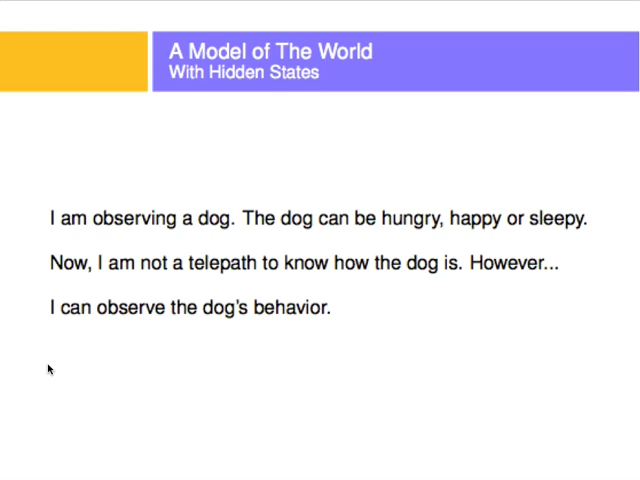 A Model of The World
With Hidden States
I am observing a dog. The dog can be hungry, happy or sleepy.
Now, I am not a telepath to know how the dog is. However...
I can observe the dog's behavior.